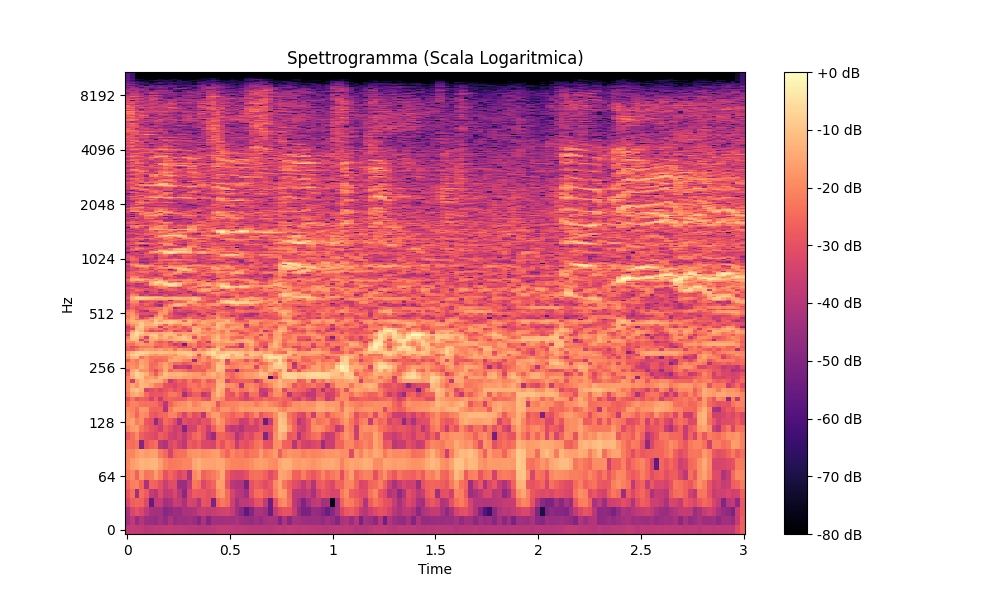 Spettrogramma (Scala Logaritmica)
8192
4096
2048
1024
512
256
128
64
0
Hz
0
0.5
1
1.5
2
2.5
3
Time
+0 dB
-10 dB
-20 dB
-30 dB
-40 dB
-50 dB
-60 dB
-70 dB
-80 dB